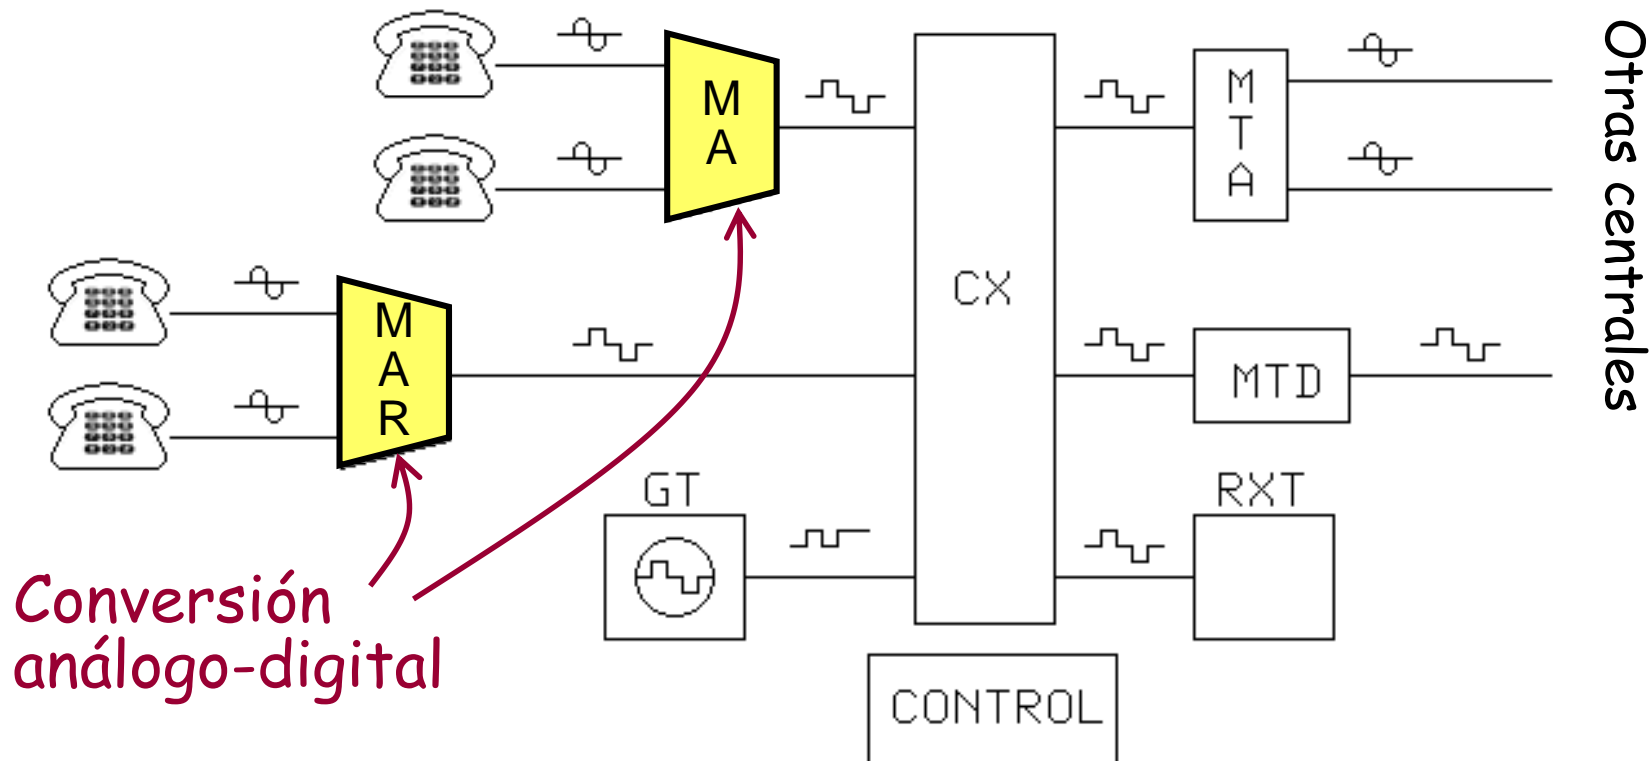 M
A
M
T
A
Otras centrales
CX
M
A
R
MTD
GT
RXT
Conversión
análogo-digital
CONTROL